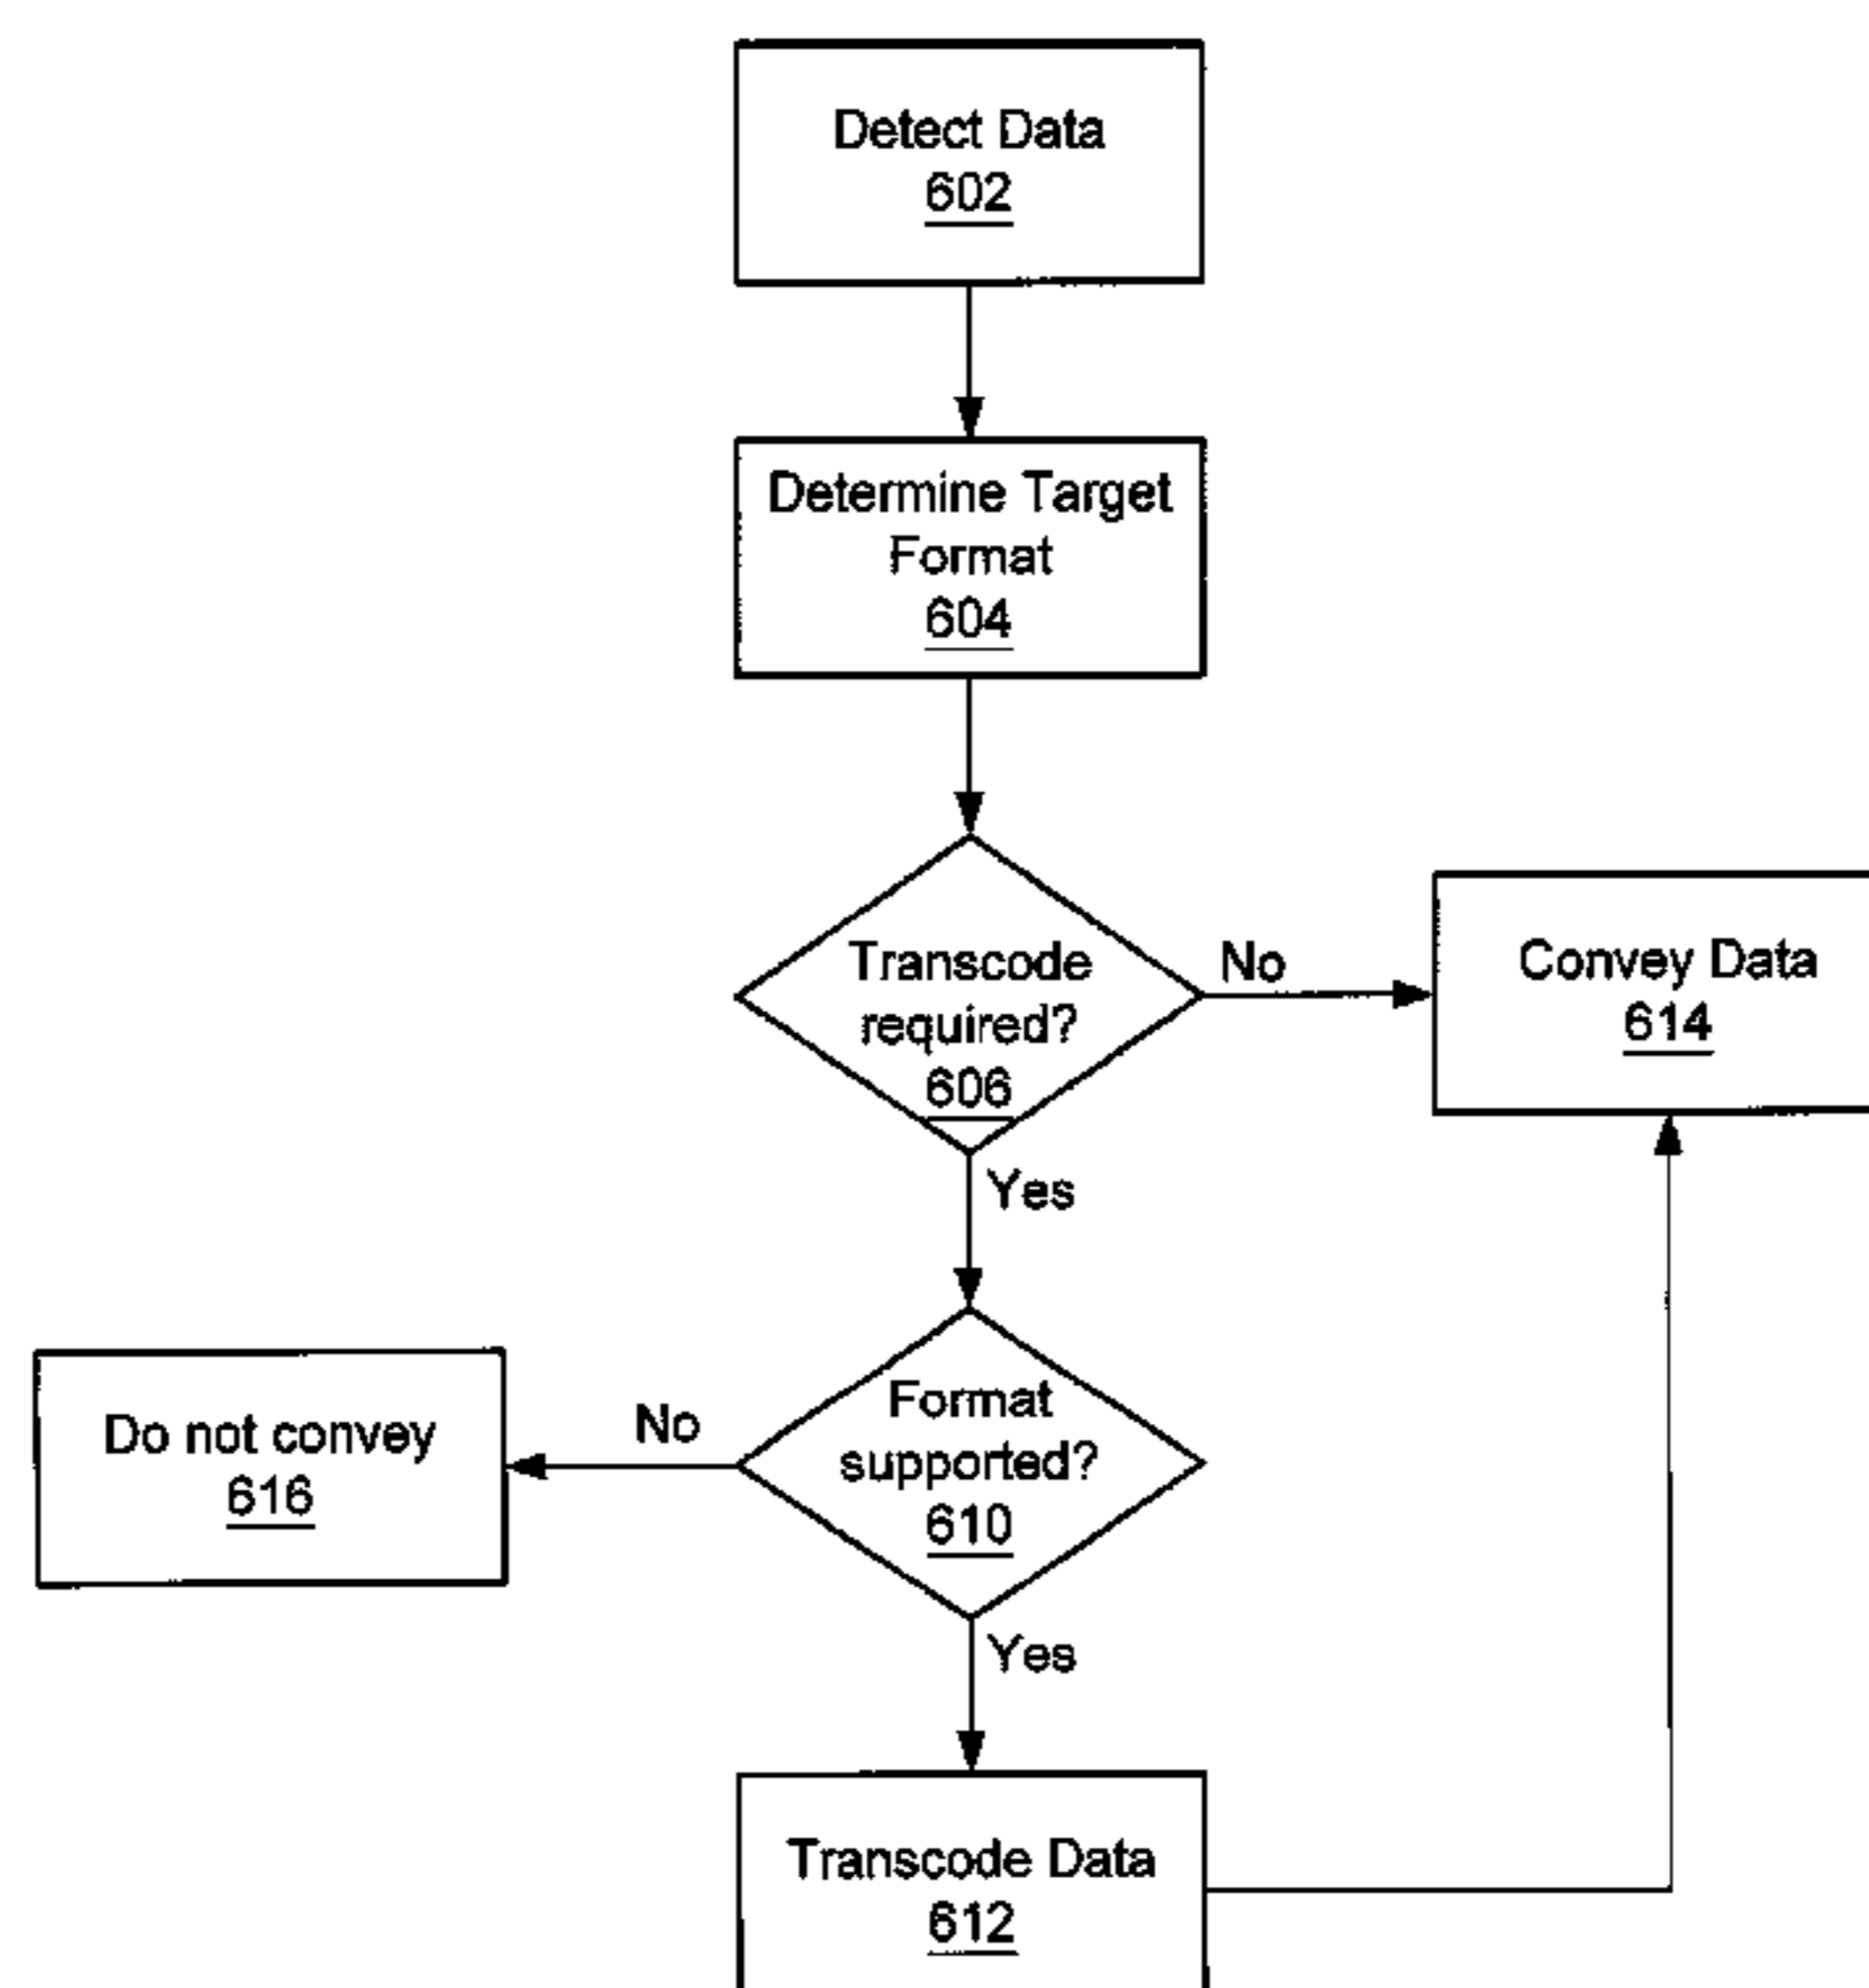 Detect Data
602
Determine Target
Format
604
Transcode
required?
606
No
Convey Data
614
Yes
Format
supported?
610
No
Do not convey
616
Yes
Transcode Data
612